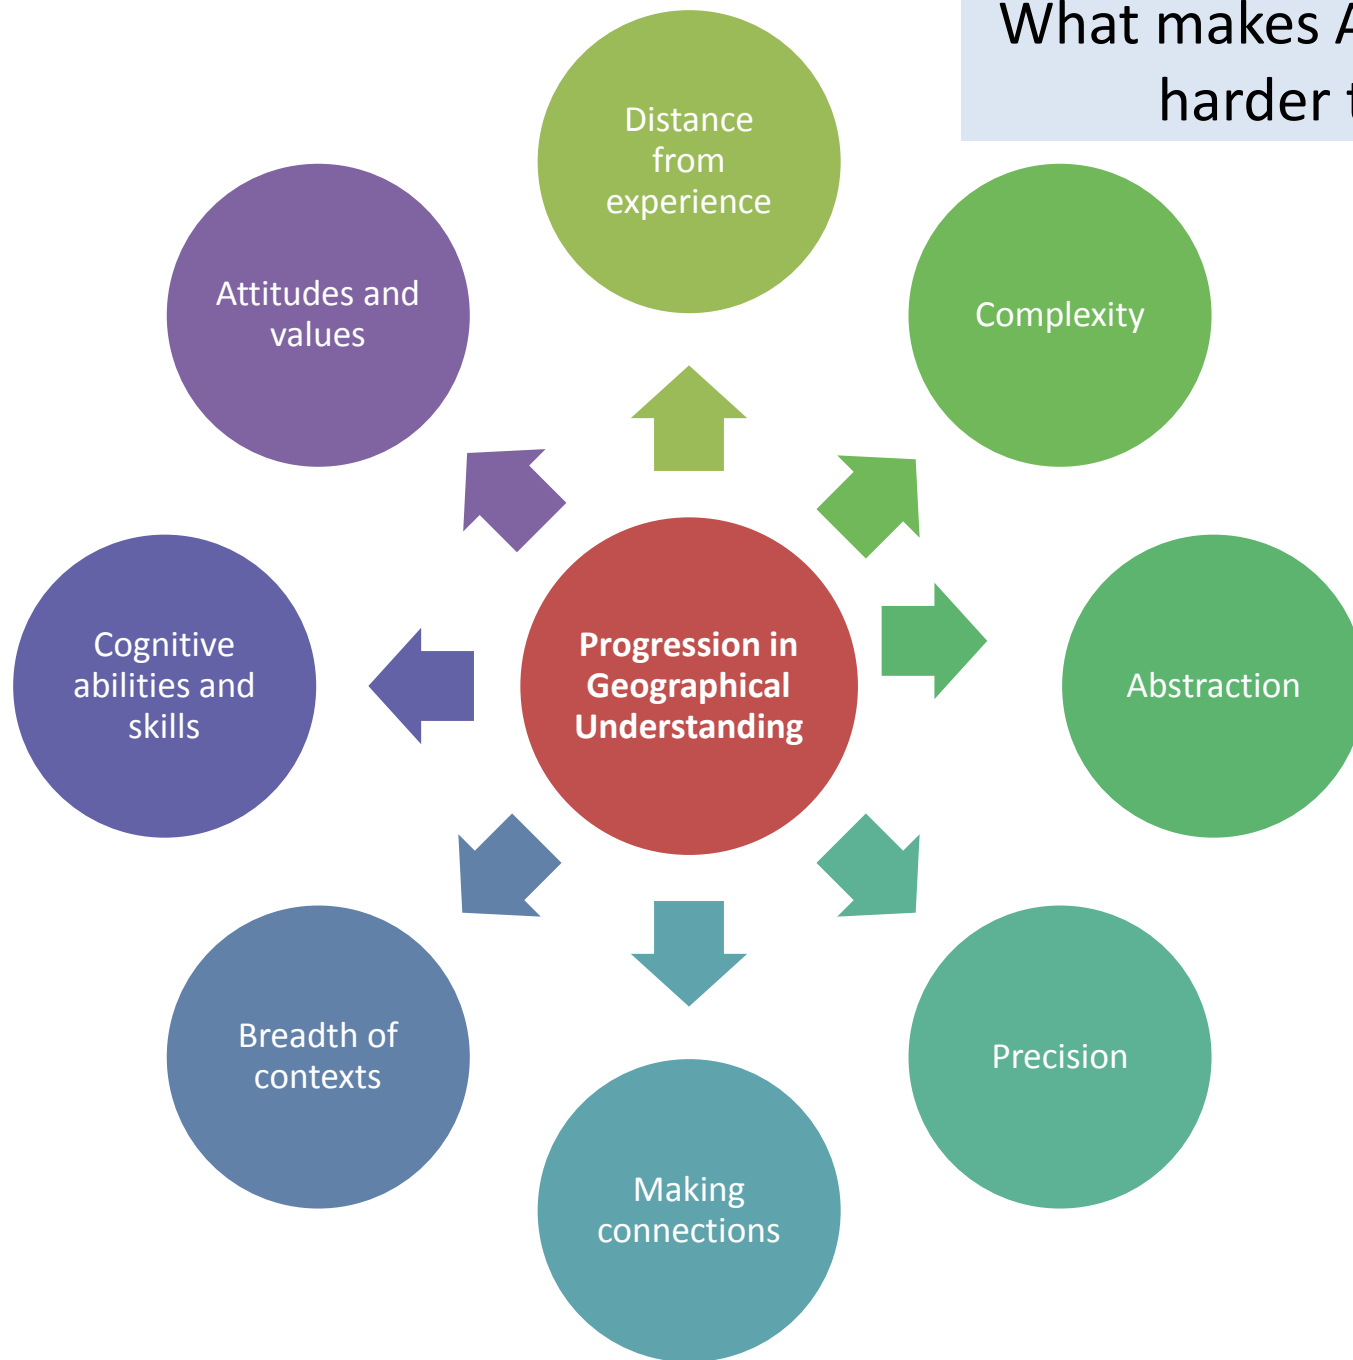 What makes A
harder t
Distance
from
experience
Complexity
Abstraction
Precision
Making
connections
Breadth of
contexts
Cognitive
abilities and
skills
Attitudes and
values
Progression in
Geographical
Understanding